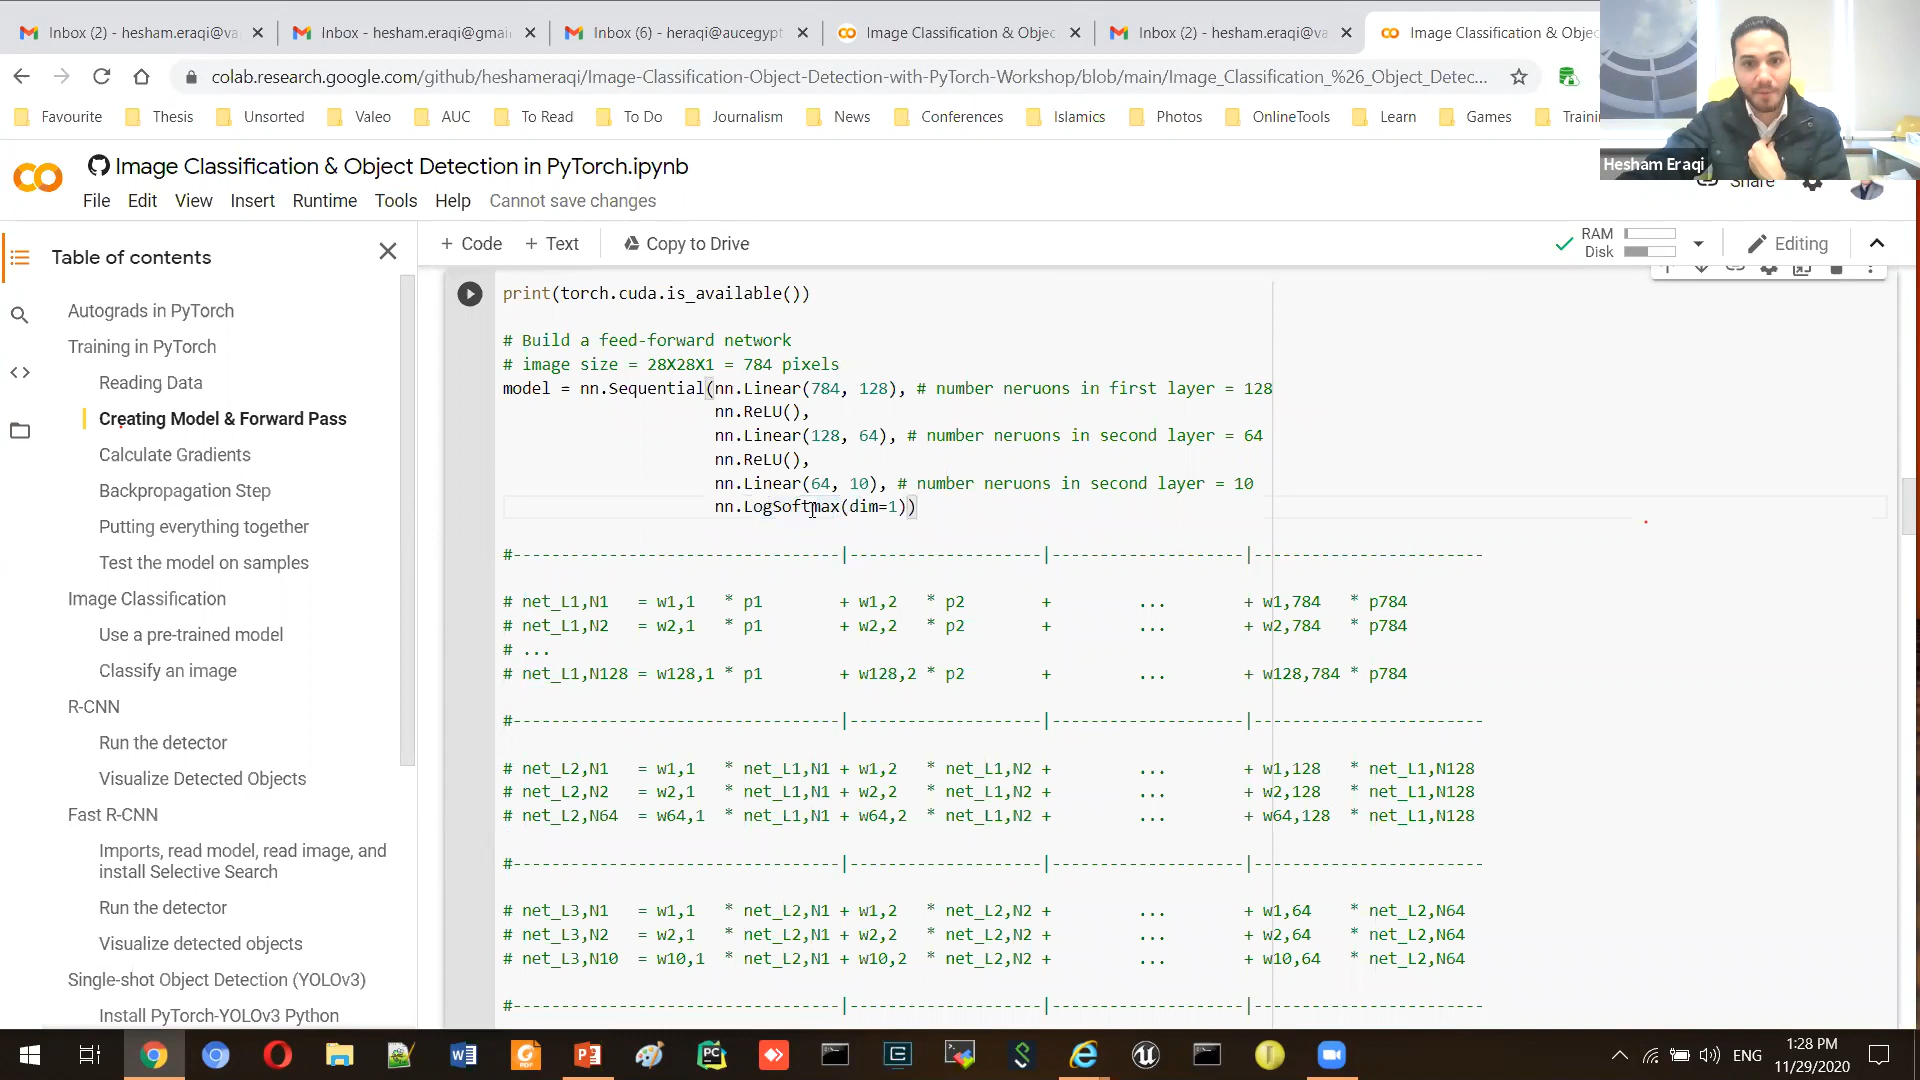 Inbox (2) - hesham.eraqi@va
Inbox - hesham.eraqi@gmai
Inbox (6) - heraqi@aucegypt
Image Classification & Objec
Inbox (2) - hesham.eraqi@va
Image Classification & Objec
colab.research.google.com/github/heshameraqi/Image-Classification-Object-Detection-with-PyTorch-Workshop/blob/main/Image_Classification_%26_Object_Detec...
Favourite
Thesis
Unsorted
Valeo
AUC
To Read
To Do
Journalism
News
Conferences
Islamics
Photos
OnlineTools
Learn
Games
Traini
Hesham Eraqi
Image Classification & Object Detection in PyTorch.ipynb
File Edit View Insert Runtime Tools Help Cannot save changes
Share
Table of contents
+ Code + Text Copy to Drive
RAM
Disk
Editing
Autograds in PyTorch
Training in PyTorch
Reading Data
Creating Model & Forward Pass
Calculate Gradients
Backpropagation Step
Putting everything together
Test the model on samples
Image Classification
Use a pre-trained model
Classify an image
R-CNN
Run the detector
Visualize Detected Objects
Fast R-CNN
Imports, read model, read image, and
install Selective Search
Run the detector
Visualize detected objects
Single-shot Object Detection (YOLOv3)
Install PyTorch-YOLOv3 Python
print(torch.cuda.is_available())
# Build a feed-forward network
# image size = 28X28X1 = 784 pixels
model = nn.Sequential(nn.Linear(784, 128), # number neruons in first layer = 128
nn.ReLU(),
nn.Linear(128, 64), # number neruons in second layer = 64
nn.ReLU(),
nn.Linear(64, 10), # number neruons in second layer = 10
nn.LogSoftmax(dim=1))
#----------------------------------|--------------------|--------------------|------------------------
# net_L1,N1 = w1,1 * p1 + w1,2 * p2 + ... + w1,784 * p784
# net_L1,N2 = w2,1 * p1 + w2,2 * p2 + ... + w2,784 * p784
# ...
# net_L1,N128 = w128,1 * p1 + w128,2 * p2 + ... + w128,784 * p784
#----------------------------------|--------------------|--------------------|------------------------
# net_L2,N1 = w1,1 * net_L1,N1 + w1,2 * net_L1,N2 + ... + w1,128 * net_L1,N128
# net_L2,N2 = w2,1 * net_L1,N1 + w2,2 * net_L1,N2 + ... + w2,128 * net_L1,N128
# net_L2,N64 = w64,1 * net_L1,N1 + w64,2 * net_L1,N2 + ... + w64,128 * net_L1,N128
#----------------------------------|--------------------|--------------------|------------------------
# net_L3,N1 = w1,1 * net_L2,N1 + w1,2 * net_L2,N2 + ... + w1,64 * net_L2,N64
# net_L3,N2 = w2,1 * net_L2,N1 + w2,2 * net_L2,N2 + ... + w2,64 * net_L2,N64
# net_L3,N10 = w10,1 * net_L2,N1 + w10,2 * net_L2,N2 + ... + w10,64 * net_L2,N64
#----------------------------------|--------------------|--------------------|------------------------
ENG
1:28 PM
11/29/2020